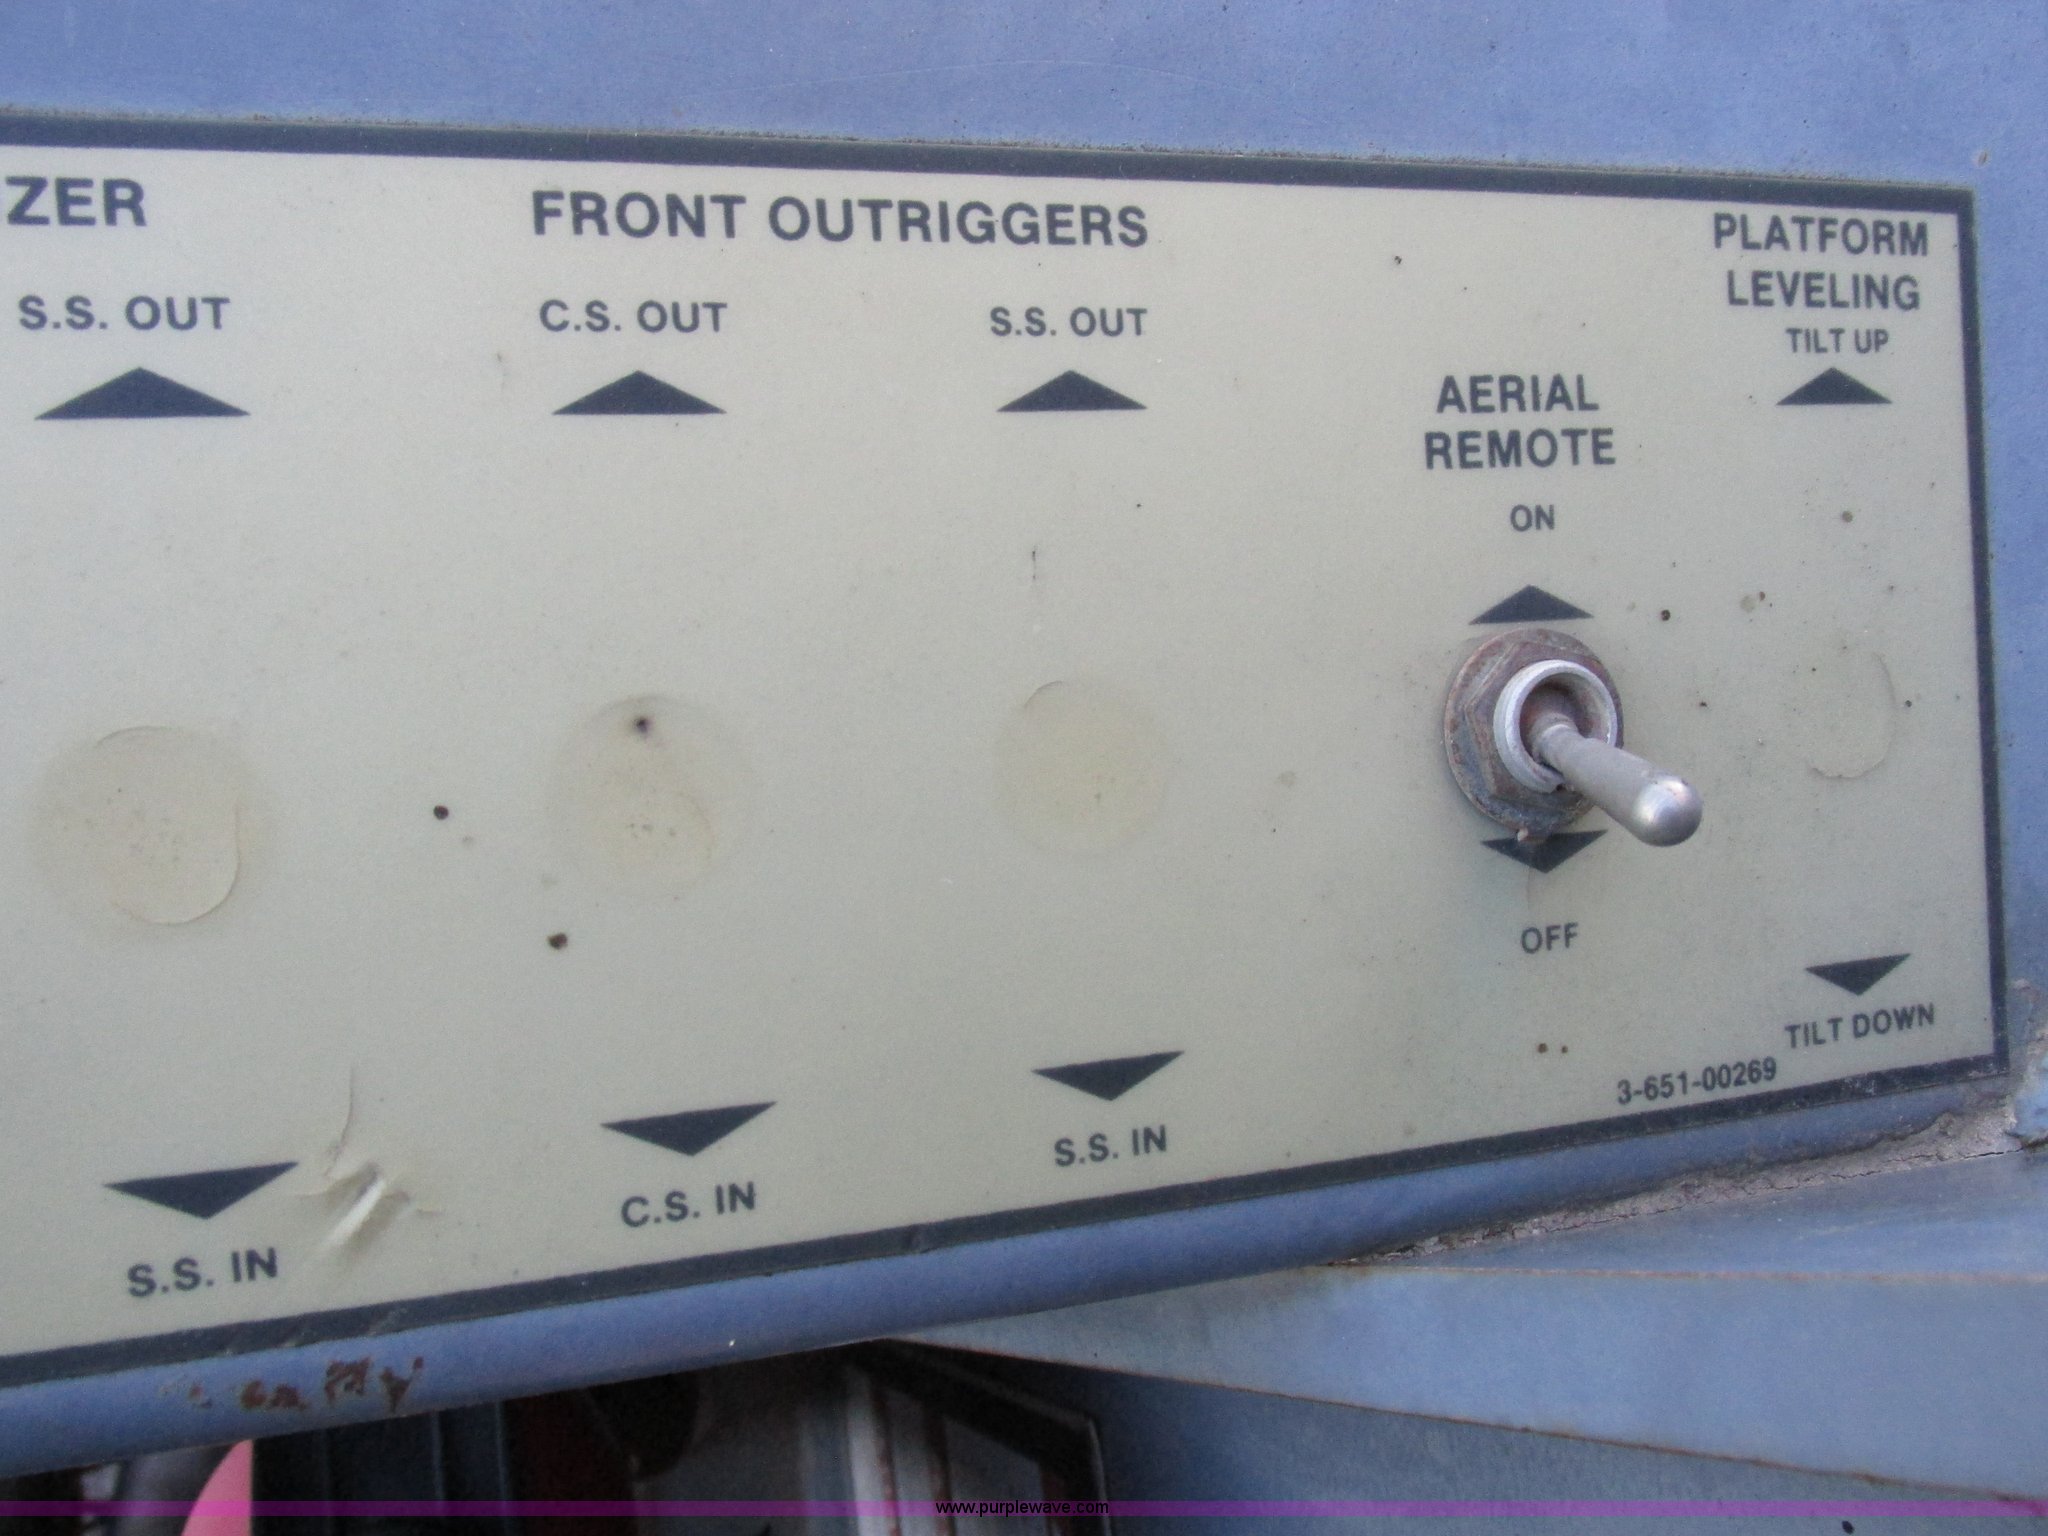 ZER
FRONT OUTRIGGERS
PLATFORM
LEVELING
TILT UP
S.S. OUT
C.S. OUT
S.S. OUT
AERIAL
REMOTE
ON
OFF
TILT DOWN
3-651-00269
S.S. IN
C.S. IN
S.S. IN
www.purplewave.com